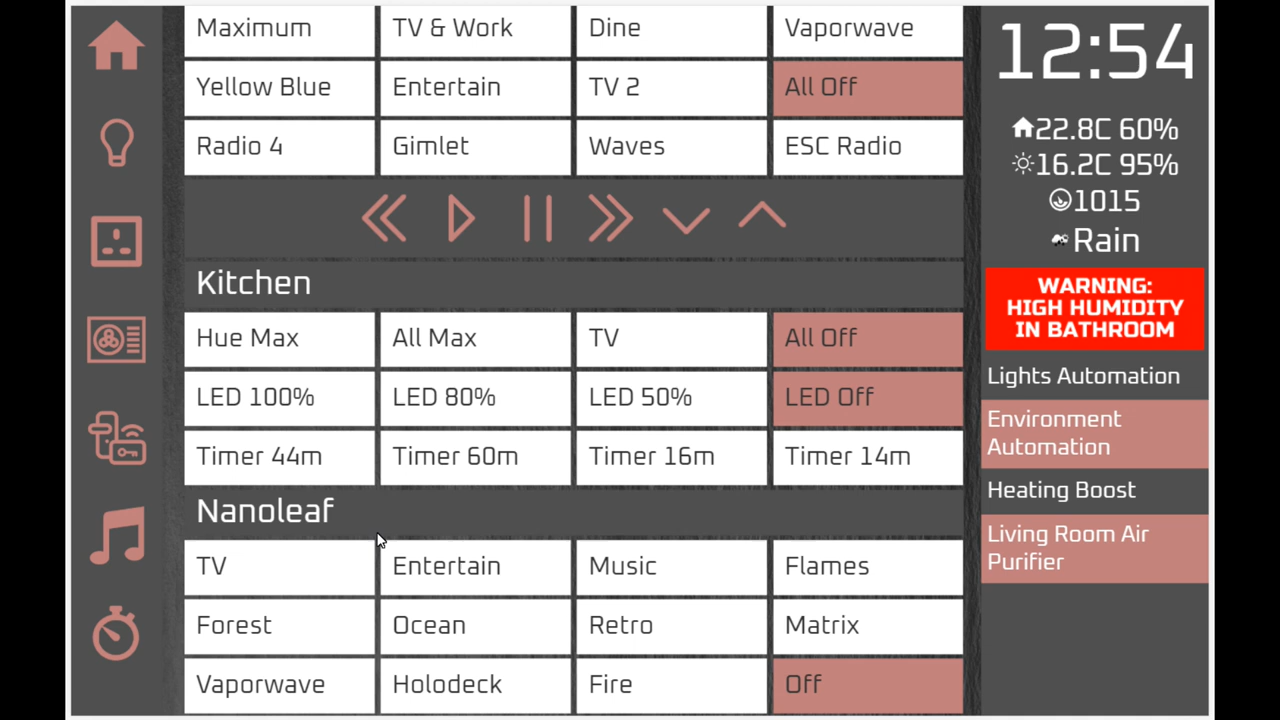 Maximum TV & Work Dine Vaporwave
Yellow Blue Entertain TV 2 All Off
Radio 4 Gimlet Waves ESC Radio
Kitchen
Hue Max All Max TV All Off
LED 100% LED 80% LED 50% LED Off
Timer 44m Timer 60m Timer 16m Timer 14m
Nanoleaf
TV Entertain Music Flames
Forest Ocean Retro Matrix
Vaporwave Holodeck Fire Off
12:54
22.8C 60%
16.2C 95%
1015
Rain
WARNING:
HIGH HUMIDITY
IN BATHROOM
Lights Automation
Environment
Automation
Heating Boost
Living Room Air
Purifier